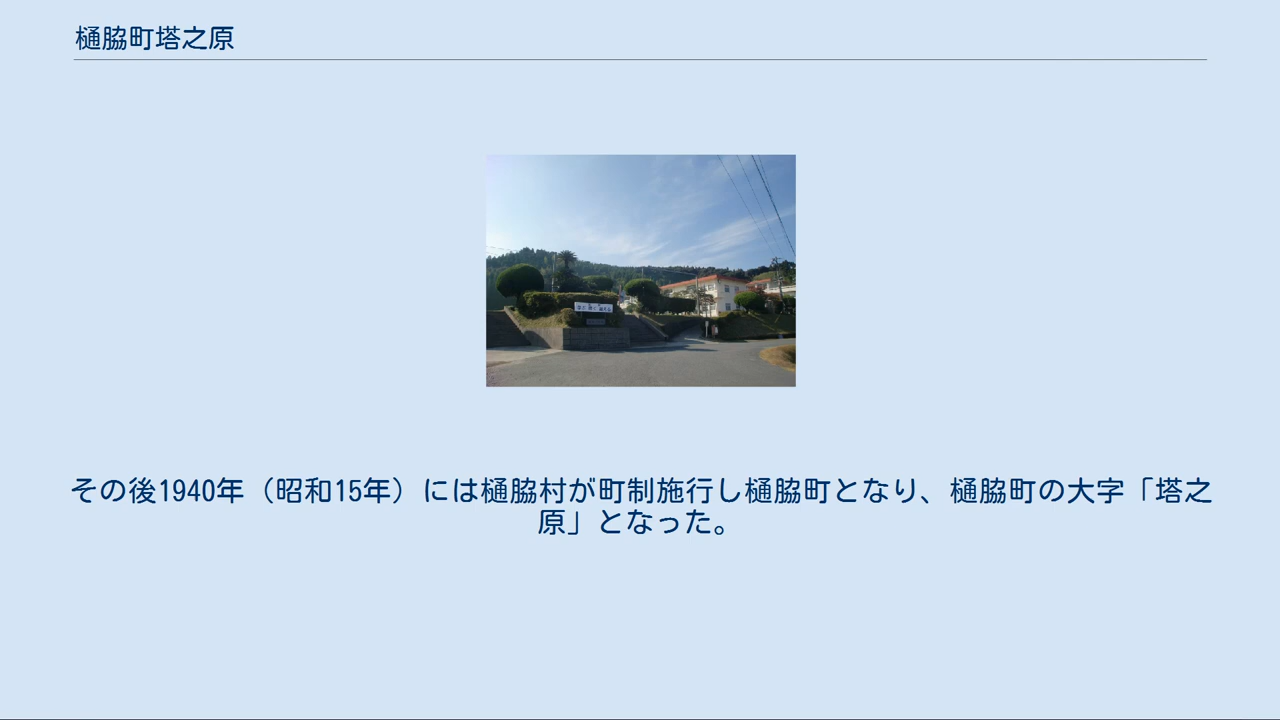 樋脇町塔之原
その後1940年（昭和15年）には樋脇村が町制施行し樋脇町となり、樋脇町の大字「塔之
原」となった。